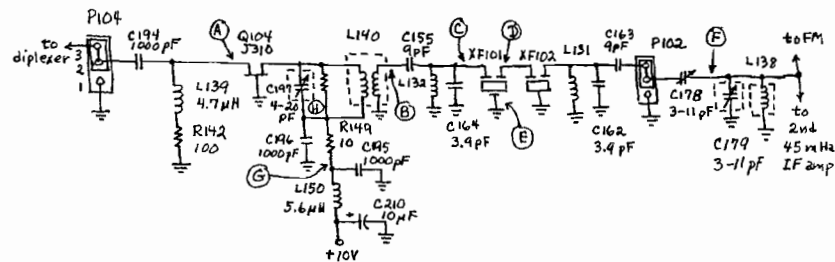 P104
to
diplexer
3
2
1
C194
1000pF
L139
4.7µH
R142
100
A
Q104
J310
C197
4-20
pF
H
C196
1000pF
G
L140
B
R149
10
C195
1000pF
L150
5.6µH
+
C210
10µF
+10V
C155
9pF
L132
C
C164
3.9pF
XF101
D
XF102
E
L131
C162
3.9pF
C163
9pF
P102
C178
3-11pF
F
C179
3-11pF
L138
to FM
to
2nd
45 MHz
IF amp